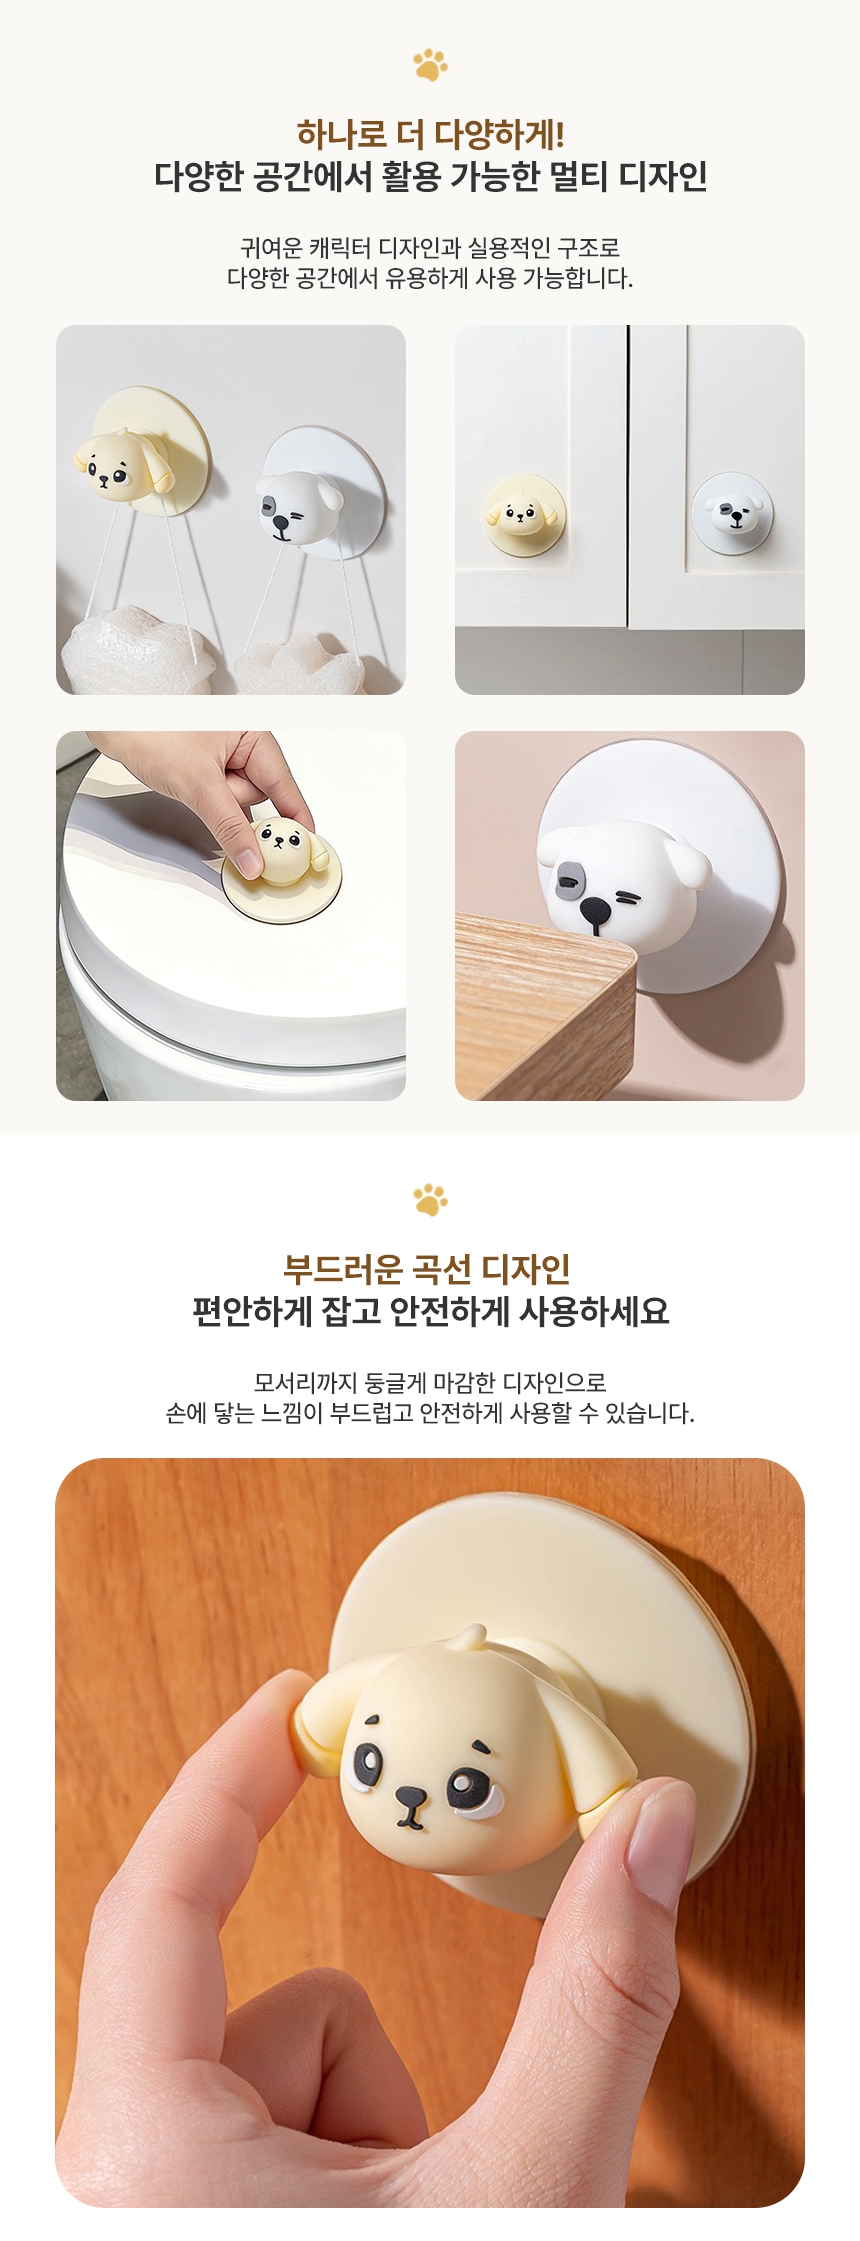 하나로 더 다양하게!
다양한 공간에서 활용 가능한 멀티 디자인
귀여운 캐릭터 디자인과 실용적인 구조로
다양한 공간에서 유용하게 사용 가능합니다.
부드러운 곡선 디자인
편안하게 잡고 안전하게 사용하세요
모서리까지 둥글게 마감한 디자인으로
손에 닿는 느낌이 부드럽고 안전하게 사용할 수 있습니다.